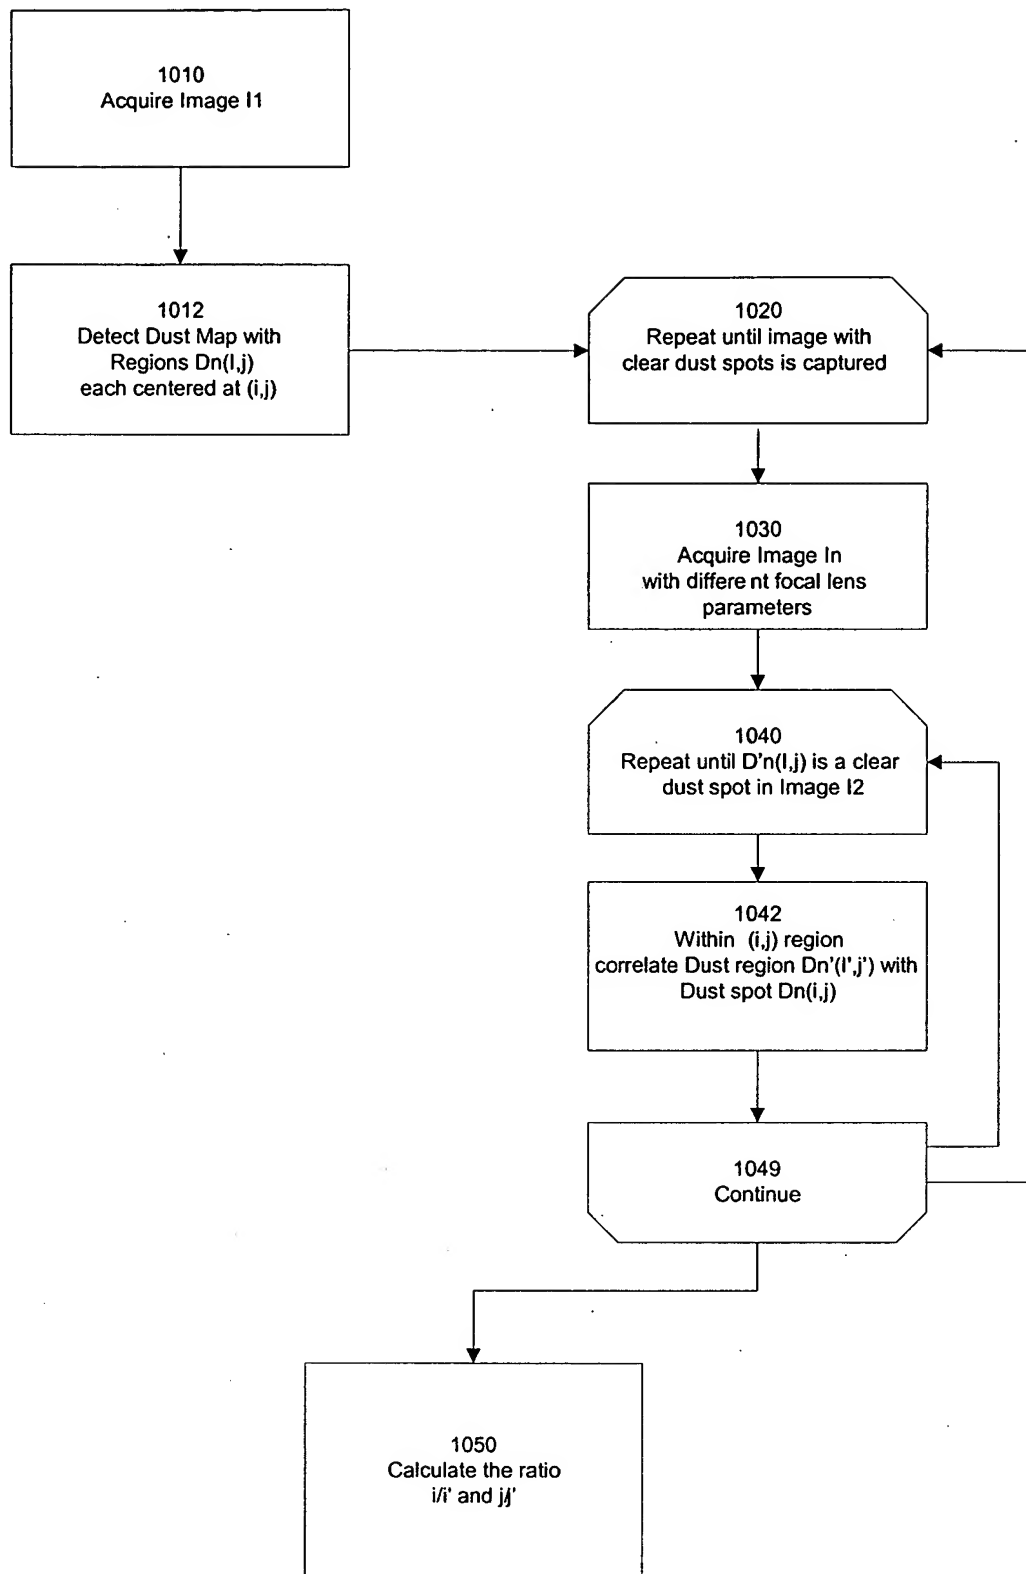 1010
Acquire Image I1
1012
Detect Dust Map with
Regions Dn(I,j)
each centered at (i,j)
1020
Repeat until image with
clear dust spots is captured
1030
Acquire Image In
with different focal lens
parameters
1040
Repeat until D'n(I,j) is a clear
dust spot in Image I2
1042
Within (i,j) region
correlate Dust region Dn'(I',j') with
Dust spot Dn(i,j)
1049
Continue
1050
Calculate the ratio
i/i' and j/j'